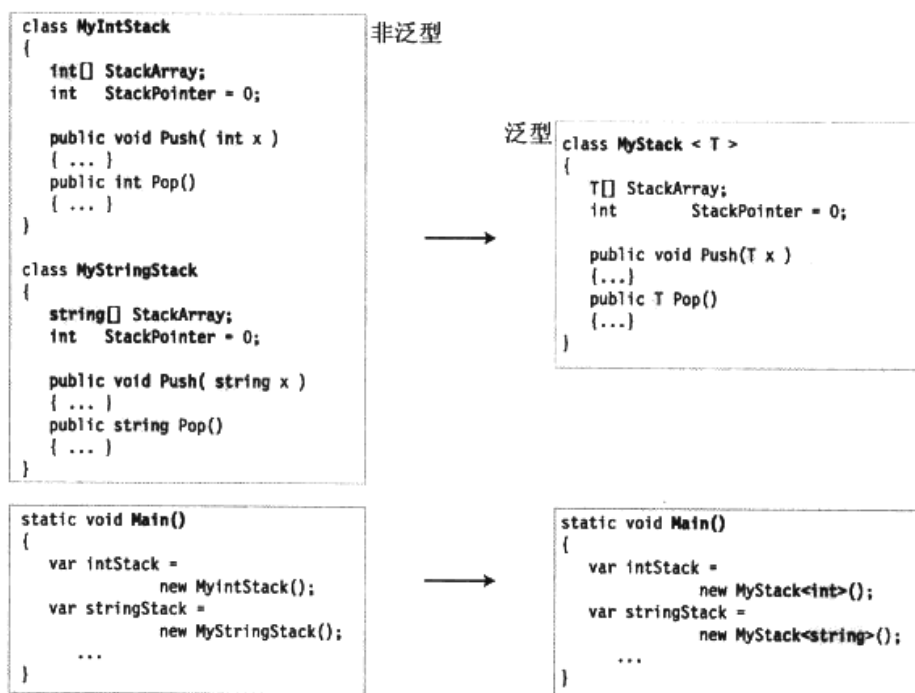 class MyIntStack
{
int[] StackArray;
int StackPointer = 0;
public void Push( int x )
{ ... }
public int Pop()
{ ... }
}
class MyStringStack
{
string[] StackArray;
int StackPointer = 0;
public void Push( string x )
{ ... }
public string Pop()
{ ... }
}
非泛型
泛型
class MyStack < T >
{
T[] StackArray;
int StackPointer = 0;
public void Push(T x )
{...}
public T Pop()
{...}
}
static void Main()
{
var intStack =
new MyintStack();
var stringStack =
new MyStringStack();
...
}
static void Main()
{
var intStack =
new MyStack<int>();
var stringStack =
new MyStack<string>();
...
}